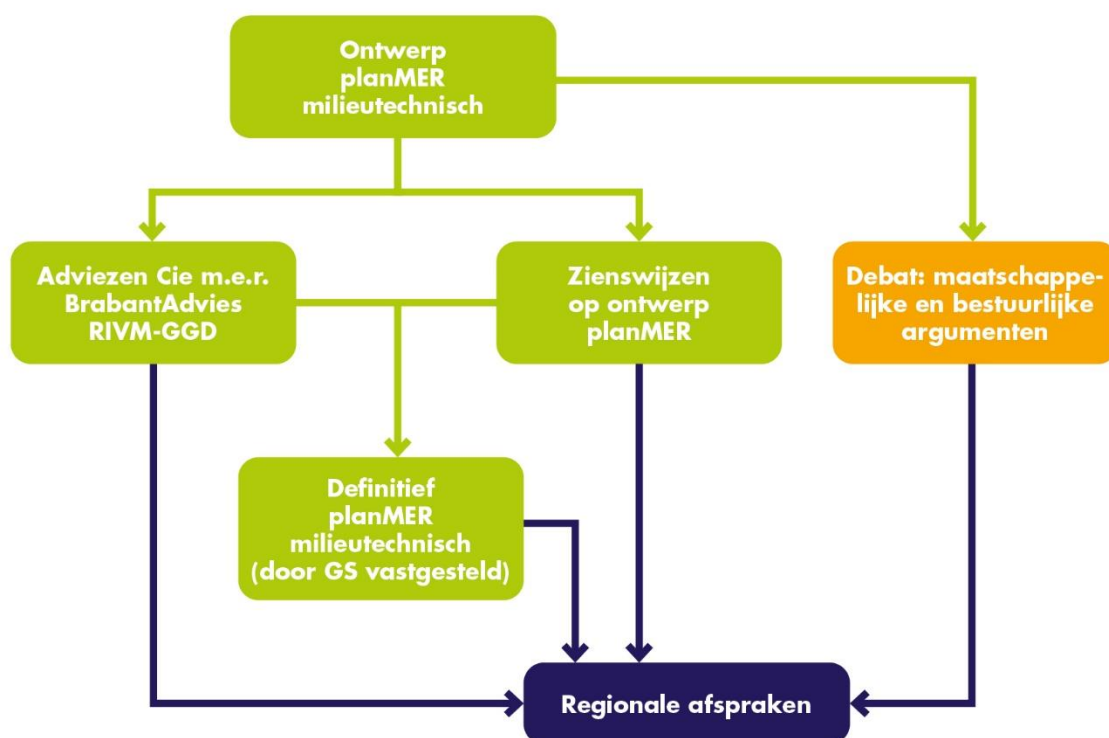 Ontwerp
planMER
milieutechnisch
Adviezen Cie m.e.r.
BrabantAdvies
RIVM-GGD
Zienswijzen
op ontwerp
planMER
Debat: maatschappe-
lijke en bestuurlijke
argumenten
Definitief
planMER
milieutechnisch
(door GS vastgesteld)
Regionale afspraken